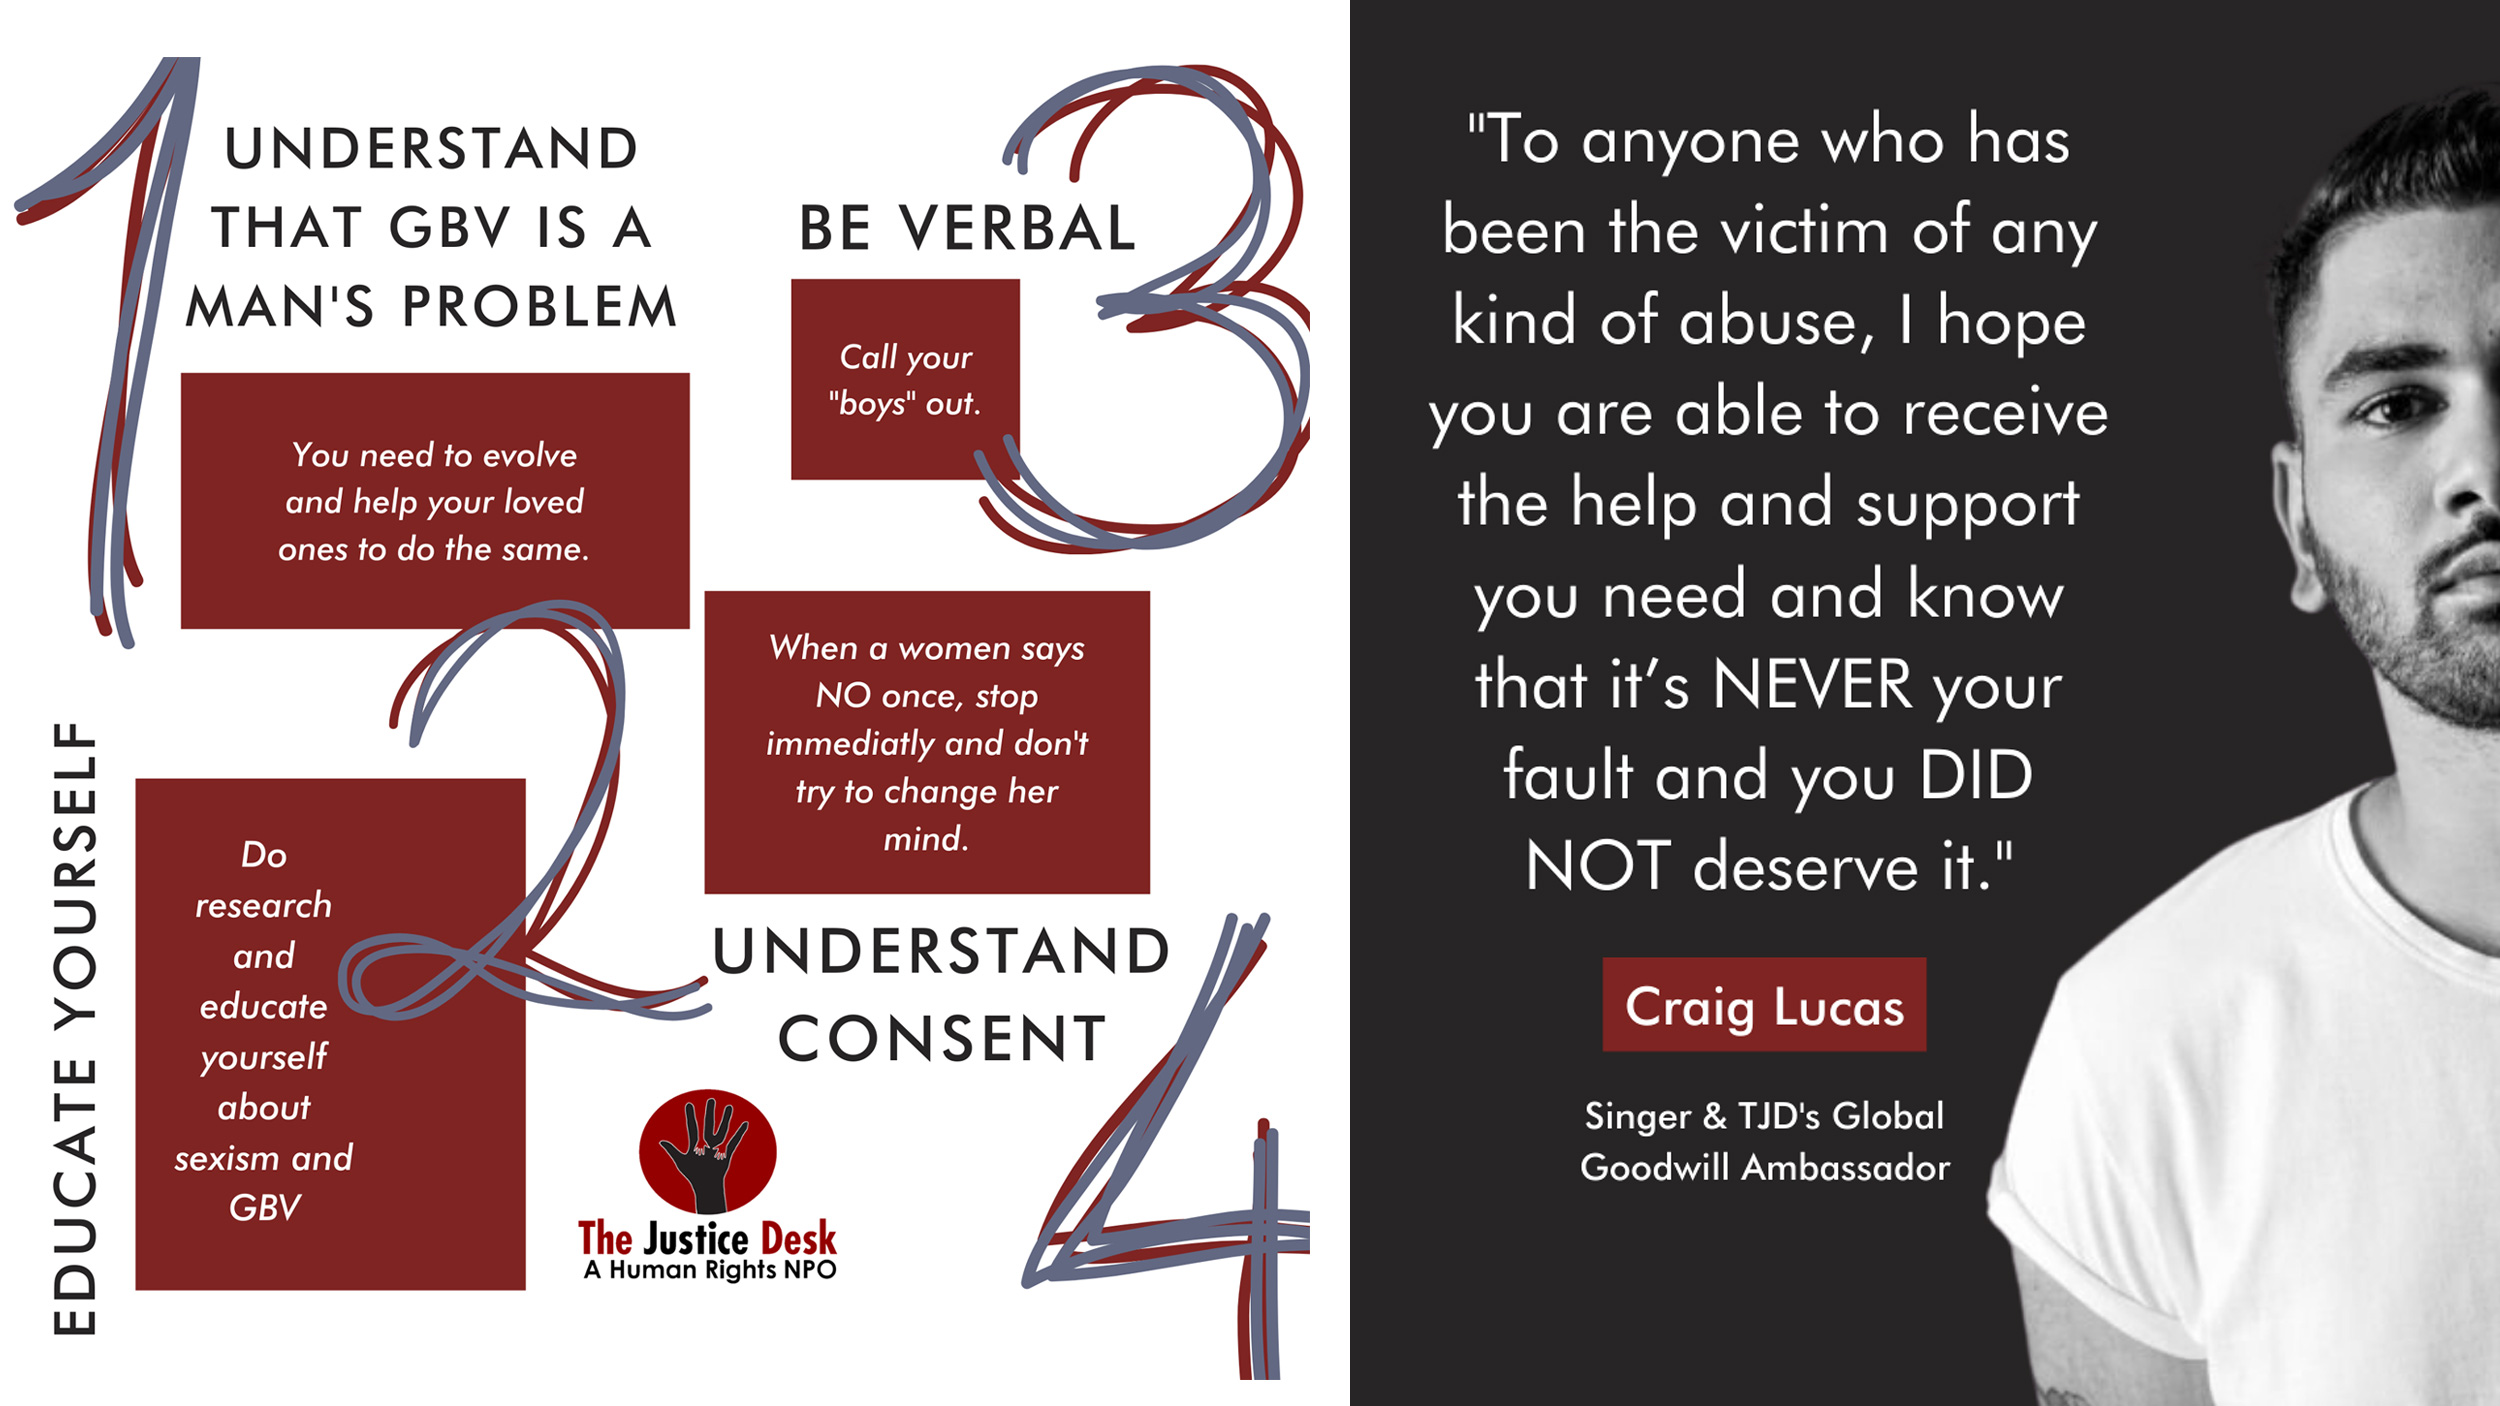 UNDERSTAND
THAT GBV IS A
MAN'S PROBLEM
You need to evolve
and help your loved
ones to do the same.
EDUCATE YOURSELF
Do
research
and
educate
yourself
about
sexism and
GBV
BE VERBAL
Call your
"boys" out.
When a women says
NO once, stop
immediatly and don't
try to change her
mind.
UNDERSTAND
CONSENT
The Justice Desk
A Human Rights NPO
"To anyone who has
been the victim of any
kind of abuse, I hope
you are able to receive
the help and support
you need and know
that it’s NEVER your
fault and you DID
NOT deserve it."
Craig Lucas
Singer & TJD's Global
Goodwill Ambassador
1
2
3
4